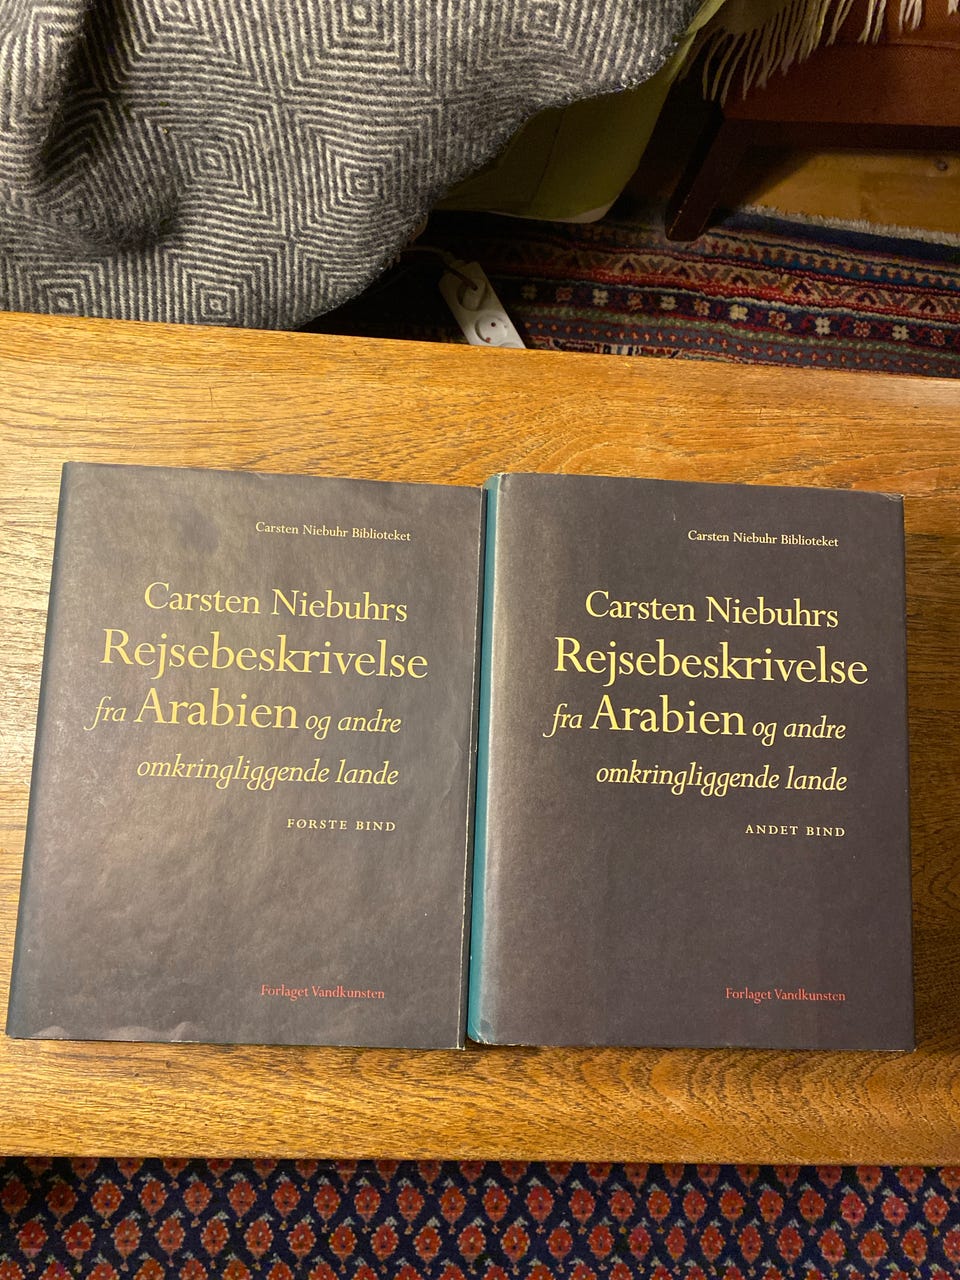 Carsten Niebuhr Biblioteket
Carsten Niebuhrs
Rejsebeskrivelse
fra Arabien og andre
omkringliggende lande
FØRSTE BIND
Forlaget Vandkunsten
Carsten Niebuhr Biblioteket
Carsten Niebuhrs
Rejsebeskrivelse
fra Arabien og andre
omkringliggende lande
ANDET BIND
Forlaget Vandkunsten